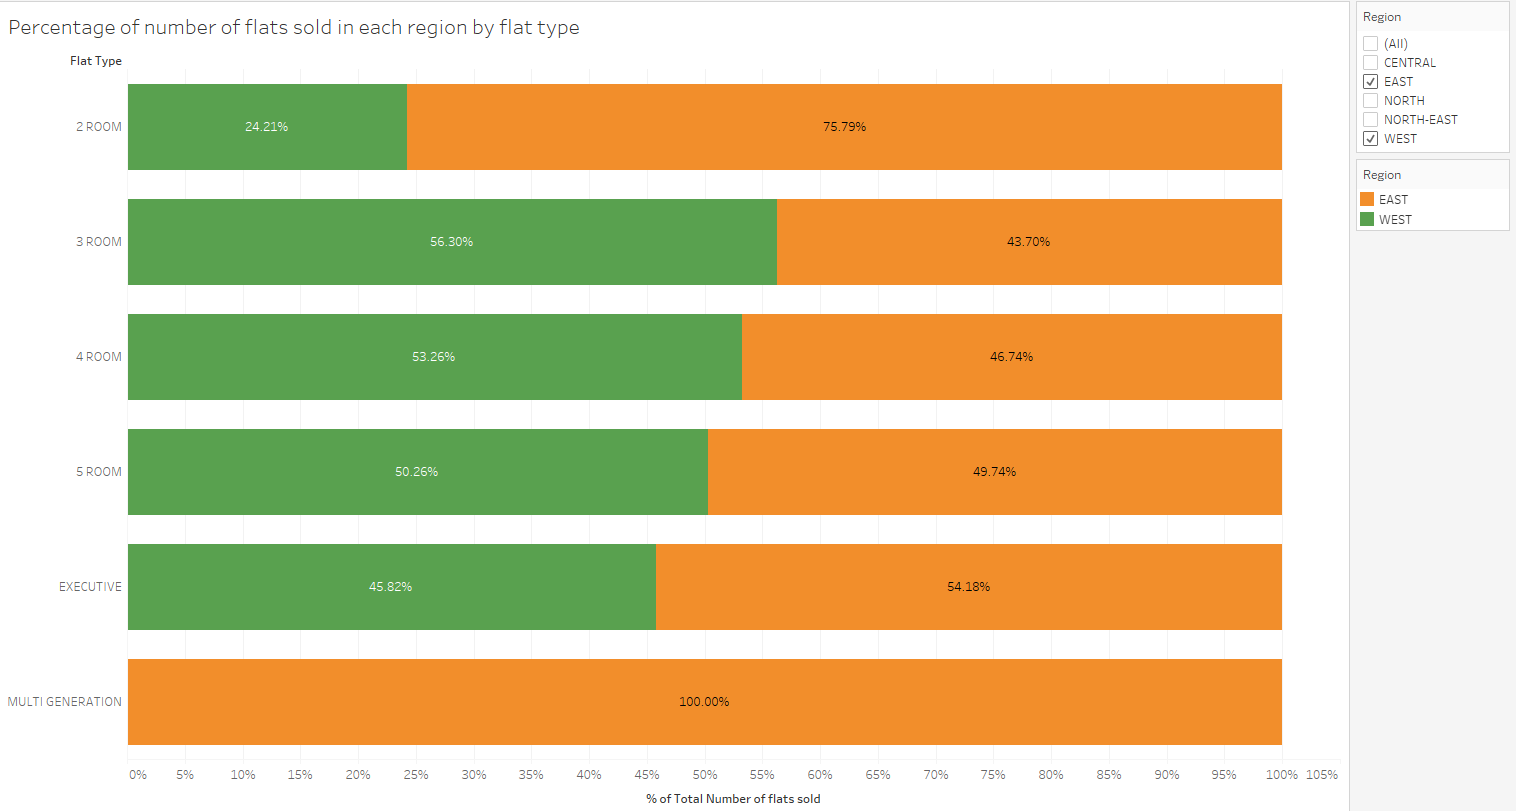 Percentage of number of flats sold in each region by flat type
Flat Type
2 ROOM 24.21% 75.79%
3 ROOM 56.30% 43.70%
4 ROOM 53.26% 46.74%
5 ROOM 50.26% 49.74%
EXECUTIVE 45.82% 54.18%
MULTI GENERATION 100.00%
0% 5% 10% 15% 20% 25% 30% 35% 40% 45% 50% 55% 60% 65% 70% 75% 80% 85% 90% 95% 100% 105%
% of Total Number of flats sold
Region
(All)
CENTRAL
EAST
NORTH
NORTH-EAST
WEST
Region
EAST
WEST